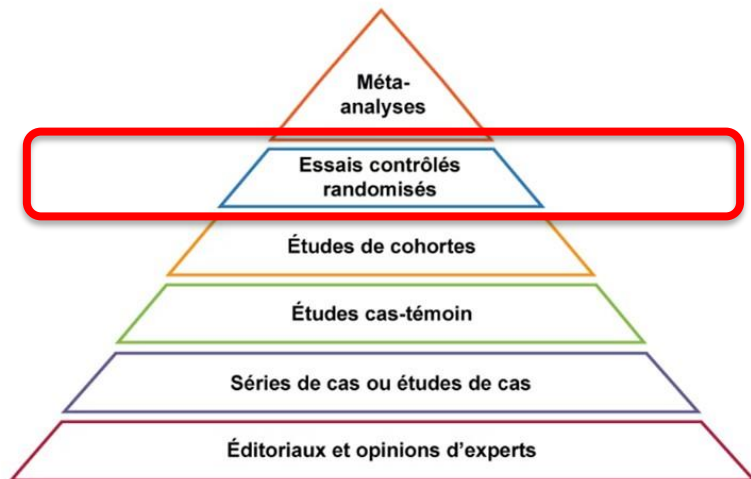 Méta-
analyses
Essais contrôlés
randomisés
Études de cohortes
Études cas-témoin
Séries de cas ou études de cas
Éditoriaux et opinions d’experts